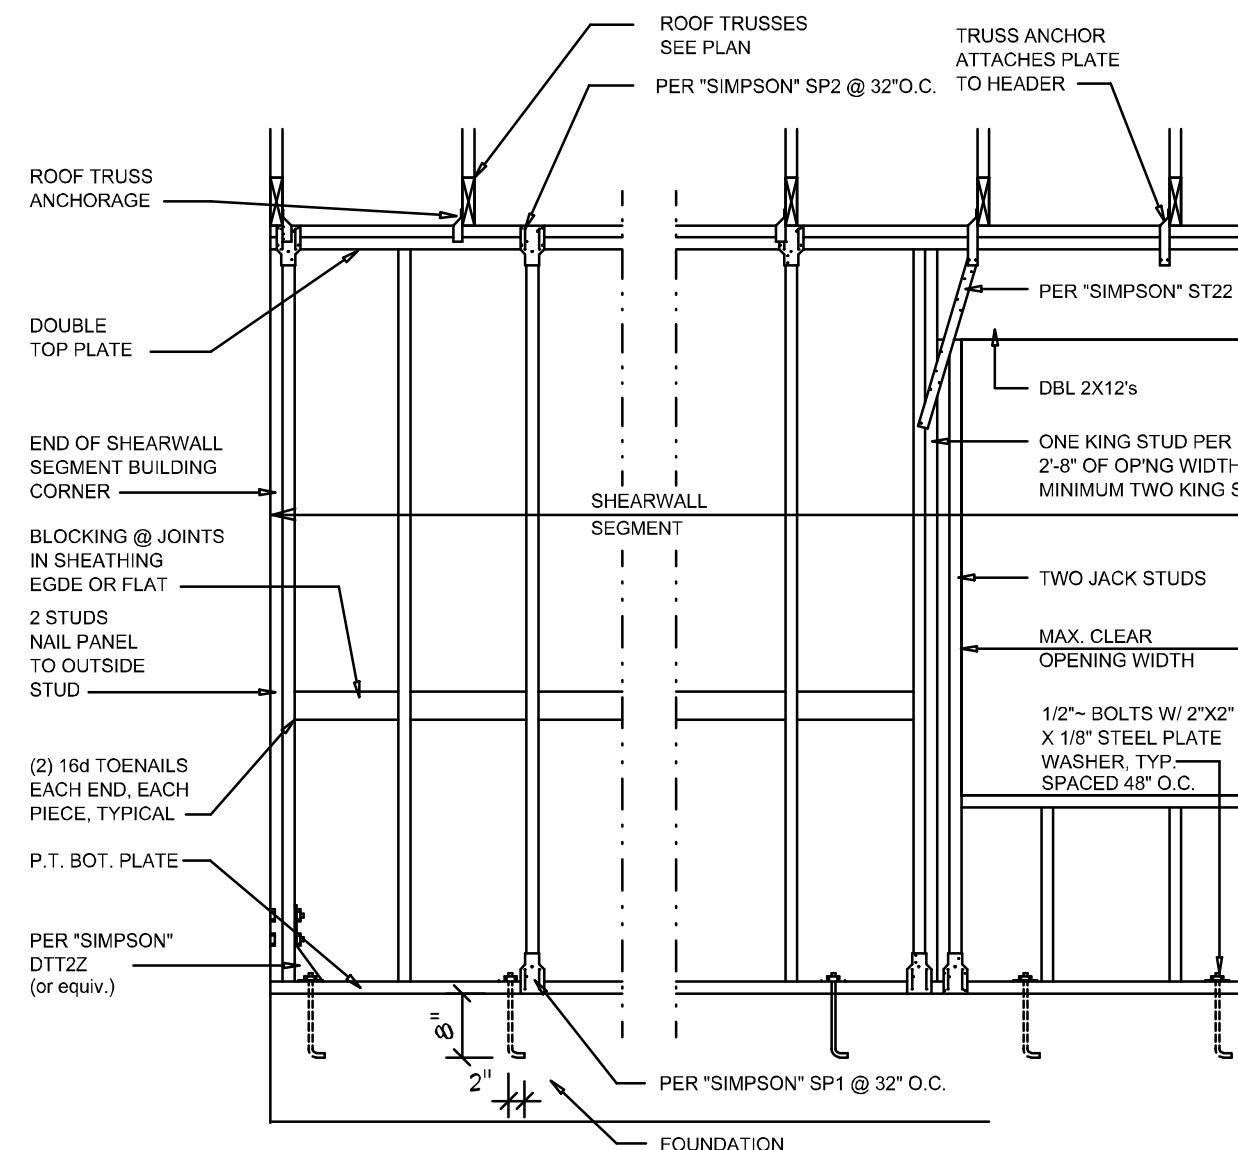 ROOF TRUSSES
SEE PLAN
PER "SIMPSON" SP2 @ 32"O.C.
TRUSS ANCHOR
ATTACHES PLATE
TO HEADER
ROOF TRUSS
ANCHORAGE
PER "SIMPSON" ST22
DOUBLE
TOP PLATE
DBL 2X12's
END OF SHEARWALL
SEGMENT BUILDING
CORNER
ONE KING STUD PER
2'-8" OF OP'NG WIDTH
MINIMUM TWO KING S
SHEARWALL
SEGMENT
BLOCKING @ JOINTS
IN SHEATHING
EGDE OR FLAT
TWO JACK STUDS
2 STUDS
NAIL PANEL
TO OUTSIDE
STUD
MAX. CLEAR
OPENING WIDTH
1/2"~ BOLTS W/ 2"X2"
X 1/8" STEEL PLATE
WASHER, TYP.
SPACED 48" O.C.
(2) 16d TOENAILS
EACH END, EACH
PIECE, TYPICAL
P.T. BOT. PLATE
PER "SIMPSON"
DTT2Z
(or equiv.)
8"
2"
PER "SIMPSON" SP1 @ 32" O.C.
FOUNDATION